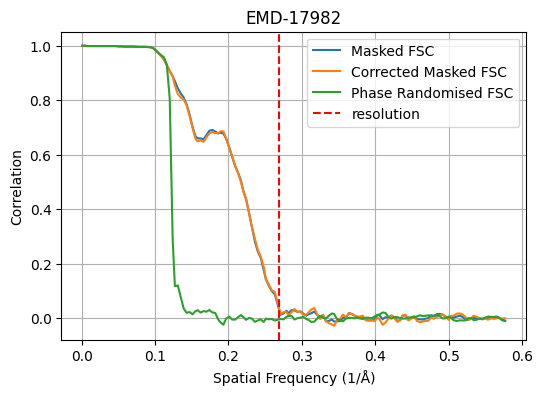 EMD-17982
Masked FSC
Corrected Masked FSC
Phase Randomised FSC
resolution
1.0
0.8
0.6
0.4
0.2
0.0
Correlation
0.0 0.1 0.2 0.3 0.4 0.5 0.6
Spatial Frequency (1/Å)